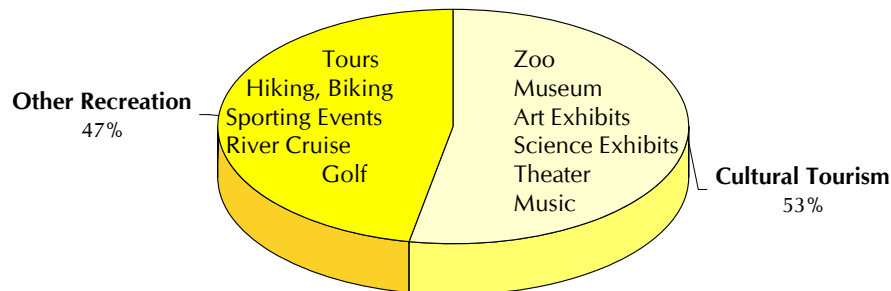 Tours
Hiking, Biking
Sporting Events
River Cruise
Golf
Other Recreation
47%
Zoo
Museum
Art Exhibits
Science Exhibits
Theater
Music
Cultural Tourism
53%